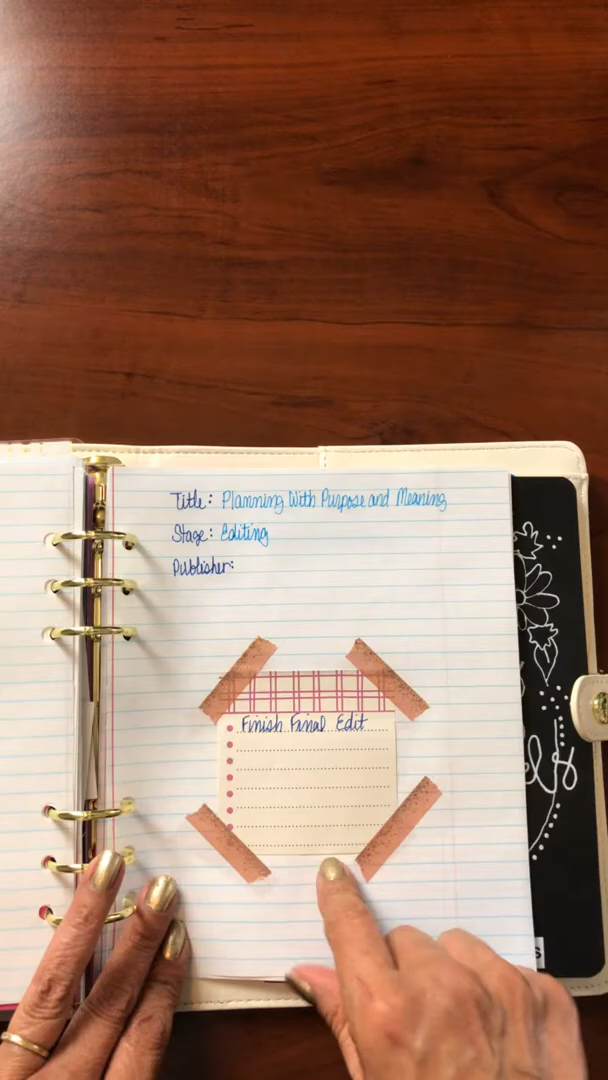 Title: Planning With Purpose and Meaning
Stage: Editing
Publisher:
Finish Final Edit